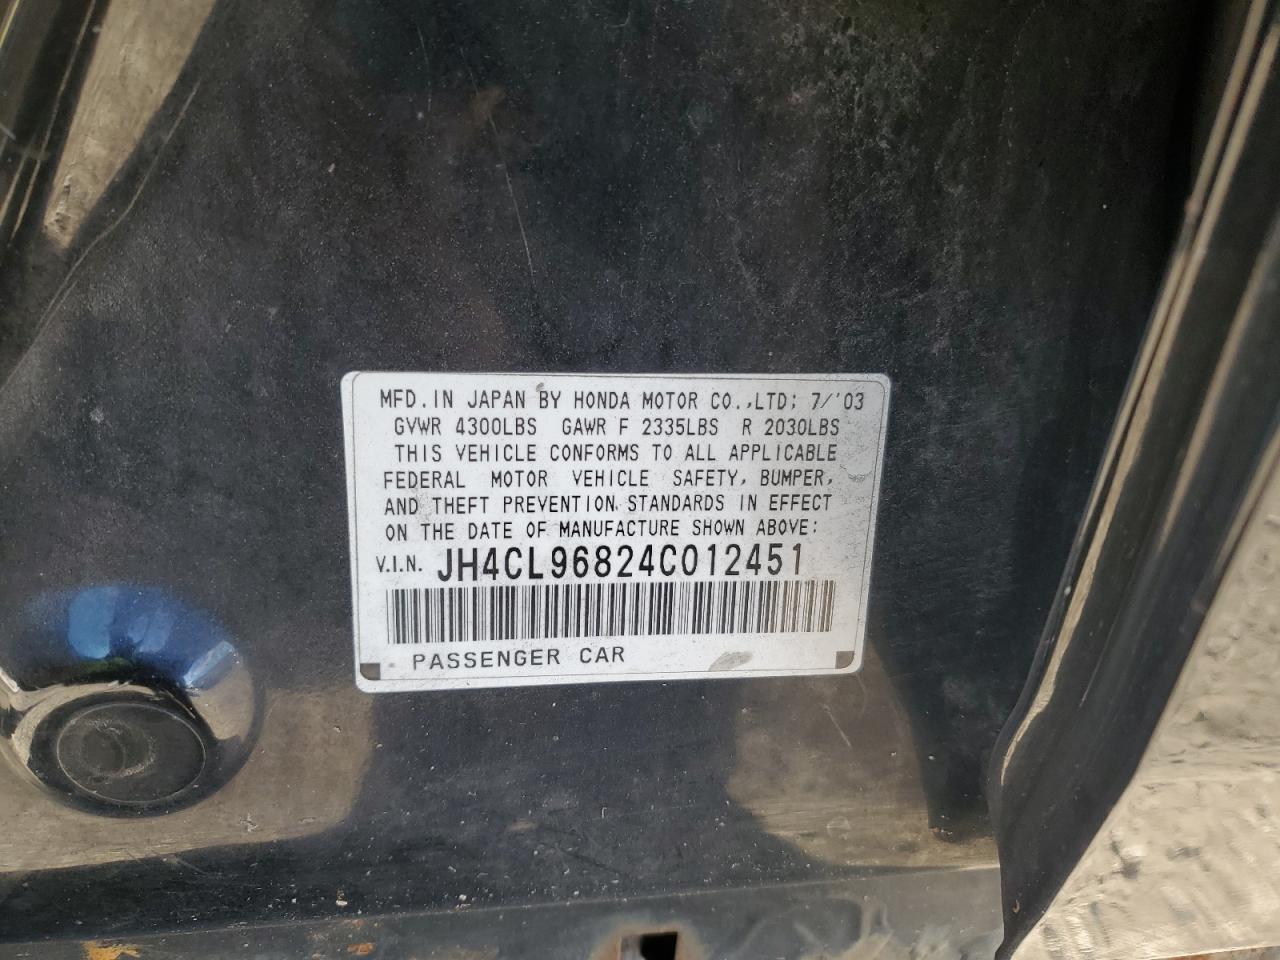 MFD. IN JAPAN BY HONDA MOTOR CO.,LTD; 7/'03
GVWR 4300LBS GAWR F 2335LBS R 2030LBS
THIS VEHICLE CONFORMS TO ALL APPLICABLE
FEDERAL MOTOR VEHICLE SAFETY, BUMPER,
AND THEFT PREVENTION STANDARDS IN EFFECT
ON THE DATE OF MANUFACTURE SHOWN ABOVE:
V.I.N. JH4CL96824C012451
PASSENGER CAR